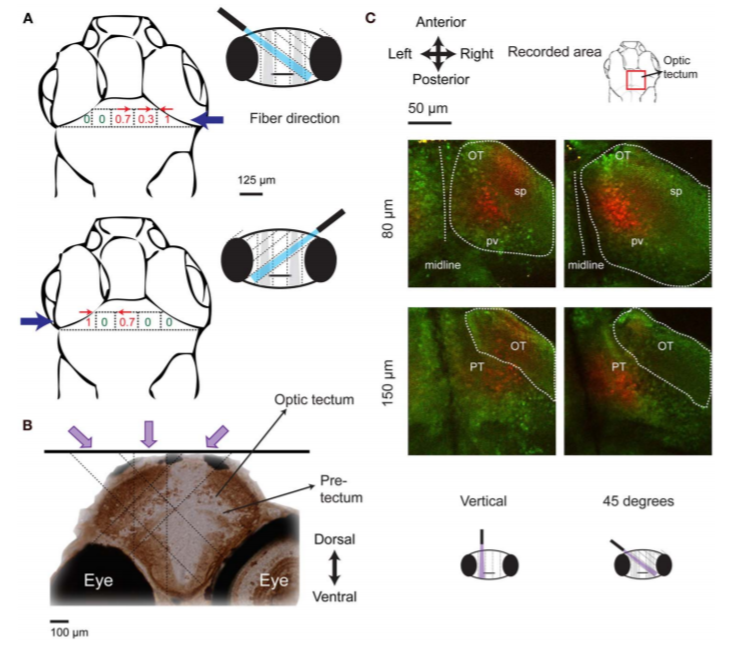 A
0 0 0.7 0.3 1
Fiber direction
125 µm
1 0 0.7 0 0
B
Optic tectum
Pre-
tectum
Dorsal
Ventral
Eye
Eye
100 µm
C
Anterior
Left
Right
Posterior
Recorded area
Optic
tectum
50 µm
80 µm
OT
sp
pv
midline
OT
sp
pv
midline
150 µm
OT
PT
OT
PT
Vertical
45 degrees